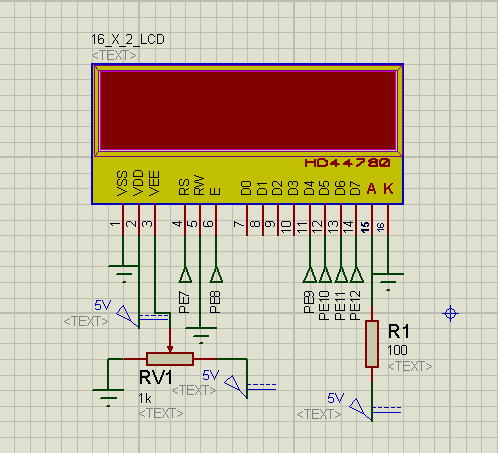 16_X_2_LCD
<TEXT>
HD44780
VSS VDD VEE RS RW E D0 D1 D2 D3 D4 D5 D6 D7 A K
1 2 3 4 5 6 7 8 9 10 11 12 13 14 15 16
PE7 PE8 PE9 PE10 PE11 PE12
5V
<TEXT>
R1
100
<TEXT>
RV1
1k
<TEXT>
5V
<TEXT>
5V
<TEXT>